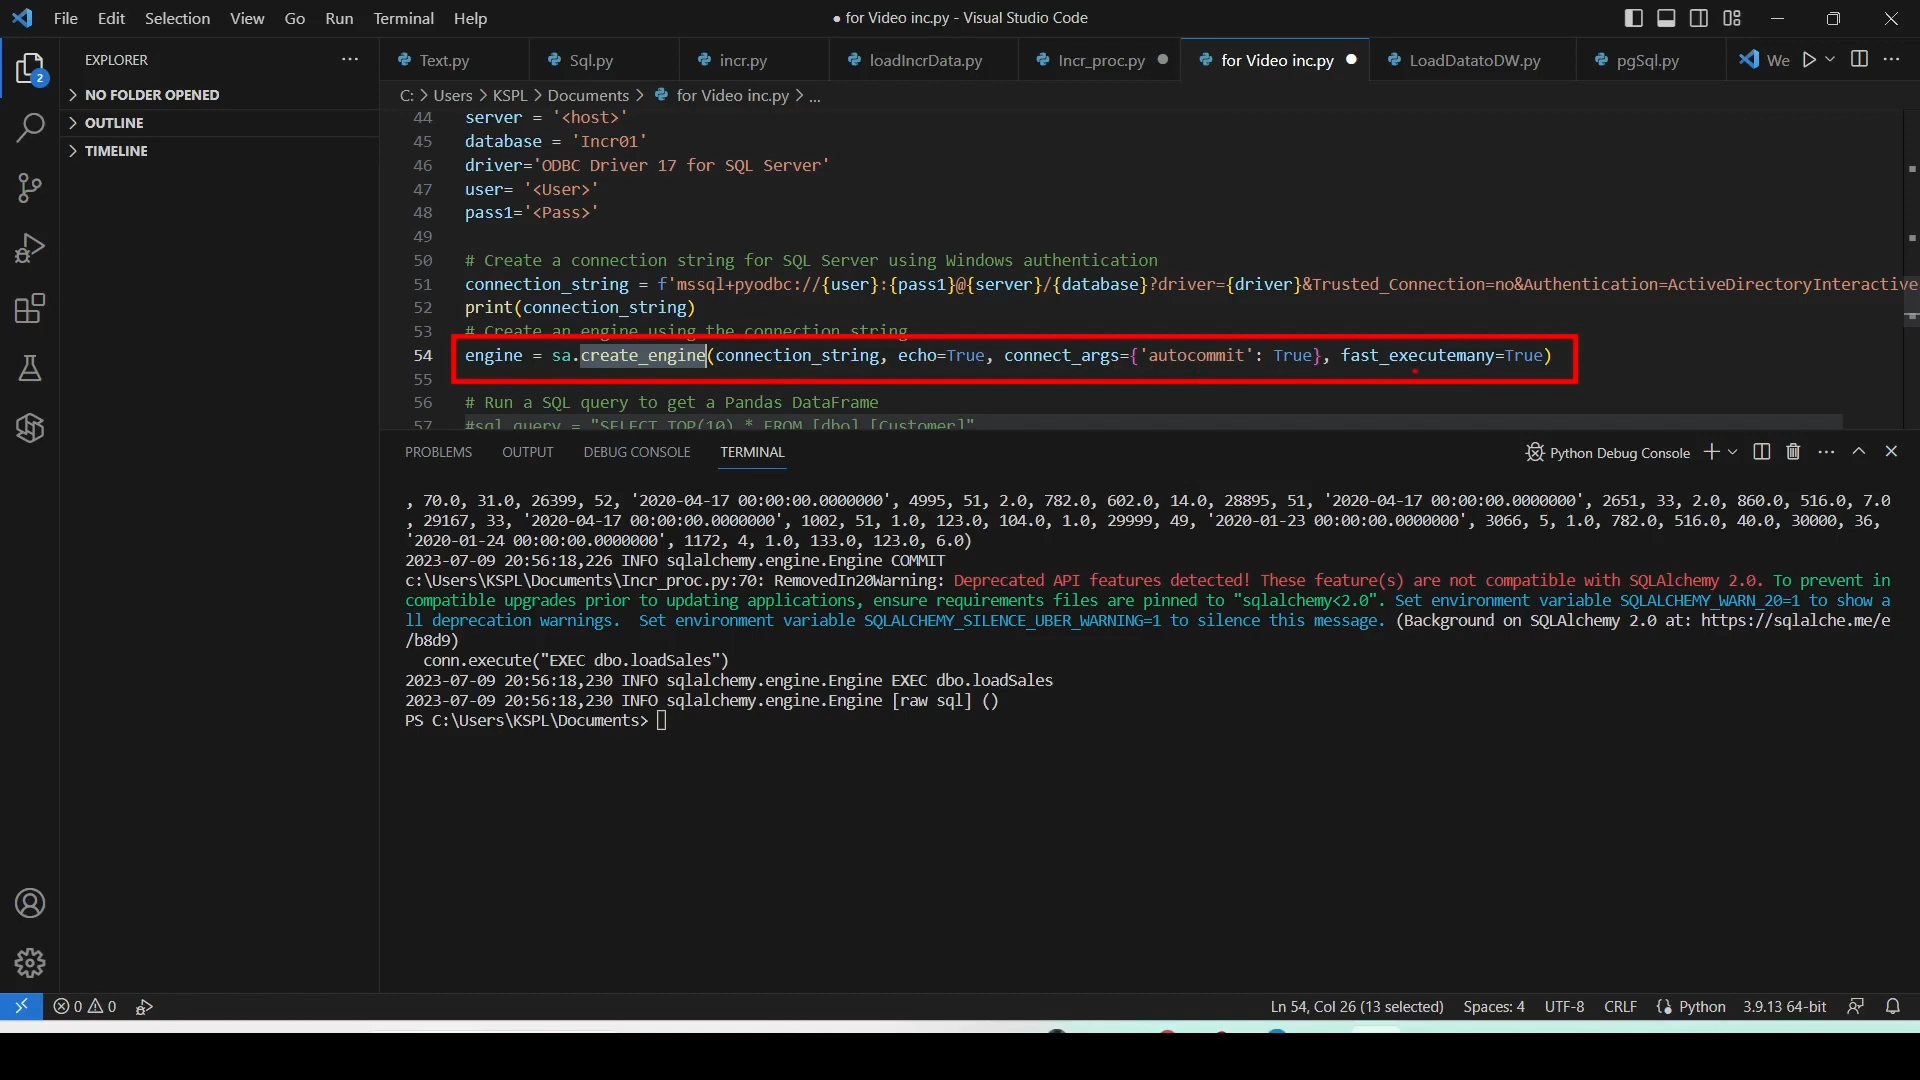 File Edit Selection View Go Run Terminal Help
● for Video inc.py - Visual Studio Code
EXPLORER
Text.py Sql.py incr.py loadIncrData.py Incr_proc.py for Video inc.py LoadDatatoDW.py pgSql.py We
2
NO FOLDER OPENED
OUTLINE
TIMELINE
C: > Users > KSPL > Documents > for Video inc.py > ...
44 server = '<host>'
45 database = 'Incr01'
46 driver='ODBC Driver 17 for SQL Server'
47 user= '<User>'
48 pass1='<Pass>'
49
50 # Create a connection string for SQL Server using Windows authentication
51 connection_string = f'mssql+pyodbc://{user}:{pass1}@{server}/{database}?driver={driver}&Trusted_Connection=no&Authentication=ActiveDirectoryInteractive
52 print(connection_string)
53 # Create an engine using the connection string
54 engine = sa.create_engine(connection_string, echo=True, connect_args={'autocommit': True}, fast_executemany=True)
55
56 # Run a SQL query to get a Pandas DataFrame
57 #sql_query = "SELECT TOP(10) * FROM [dbo].[Customer]"
PROBLEMS OUTPUT DEBUG CONSOLE TERMINAL
Python Debug Console
, 70.0, 31.0, 26399, 52, '2020-04-17 00:00:00.0000000', 4995, 51, 2.0, 782.0, 602.0, 14.0, 28895, 51, '2020-04-17 00:00:00.0000000', 2651, 33, 2.0, 860.0, 516.0, 7.0
, 29167, 33, '2020-04-17 00:00:00.0000000', 1002, 51, 1.0, 123.0, 104.0, 1.0, 29999, 49, '2020-01-23 00:00:00.0000000', 3066, 5, 1.0, 782.0, 516.0, 40.0, 30000, 36,
'2020-01-24 00:00:00.0000000', 1172, 4, 1.0, 133.0, 123.0, 6.0)
2023-07-09 20:56:18,226 INFO sqlalchemy.engine.Engine COMMIT
c:\Users\KSPL\Documents\Incr_proc.py:70: RemovedIn20Warning: Deprecated API features detected! These feature(s) are not compatible with SQLAlchemy 2.0. To prevent in
compatible upgrades prior to updating applications, ensure requirements files are pinned to "sqlalchemy<2.0". Set environment variable SQLALCHEMY_WARN_20=1 to show a
ll deprecation warnings.  Set environment variable SQLALCHEMY_SILENCE_UBER_WARNING=1 to silence this message. (Background on SQLAlchemy 2.0 at: https://sqlalche.me/e
/b8d9)
conn.execute("EXEC dbo.loadSales")
2023-07-09 20:56:18,230 INFO sqlalchemy.engine.Engine EXEC dbo.loadSales
2023-07-09 20:56:18,230 INFO sqlalchemy.engine.Engine [raw sql] ()
PS C:\Users\KSPL\Documents>
0 0
Ln 54, Col 26 (13 selected) Spaces: 4 UTF-8 CRLF Python 3.9.13 64-bit